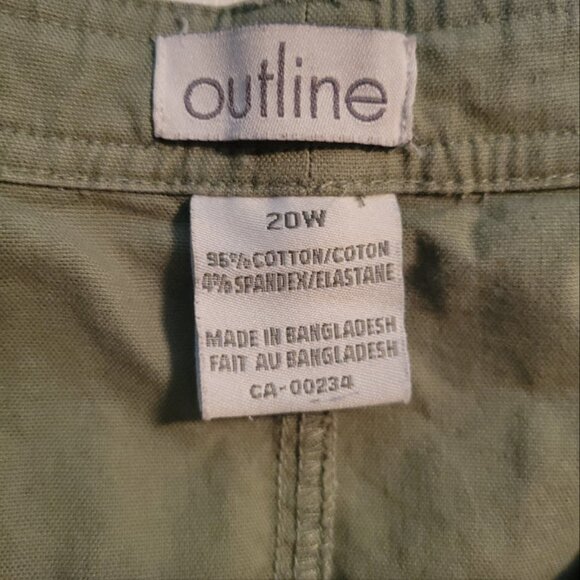 outline
20W
96%COTTON/COTON
4%SPANDEX/ELASTANE
MADE IN BANGLADESH
FAIT AU BANGLADESH
CA-00234